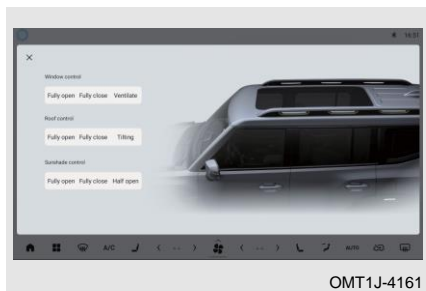 16:51
Window control
Fully open Fully close Ventilate
Roof control
Fully open Fully close Tilting
Sunshade control
Fully open Fully close Half open
A/C
AUTO
OMT1J-4161